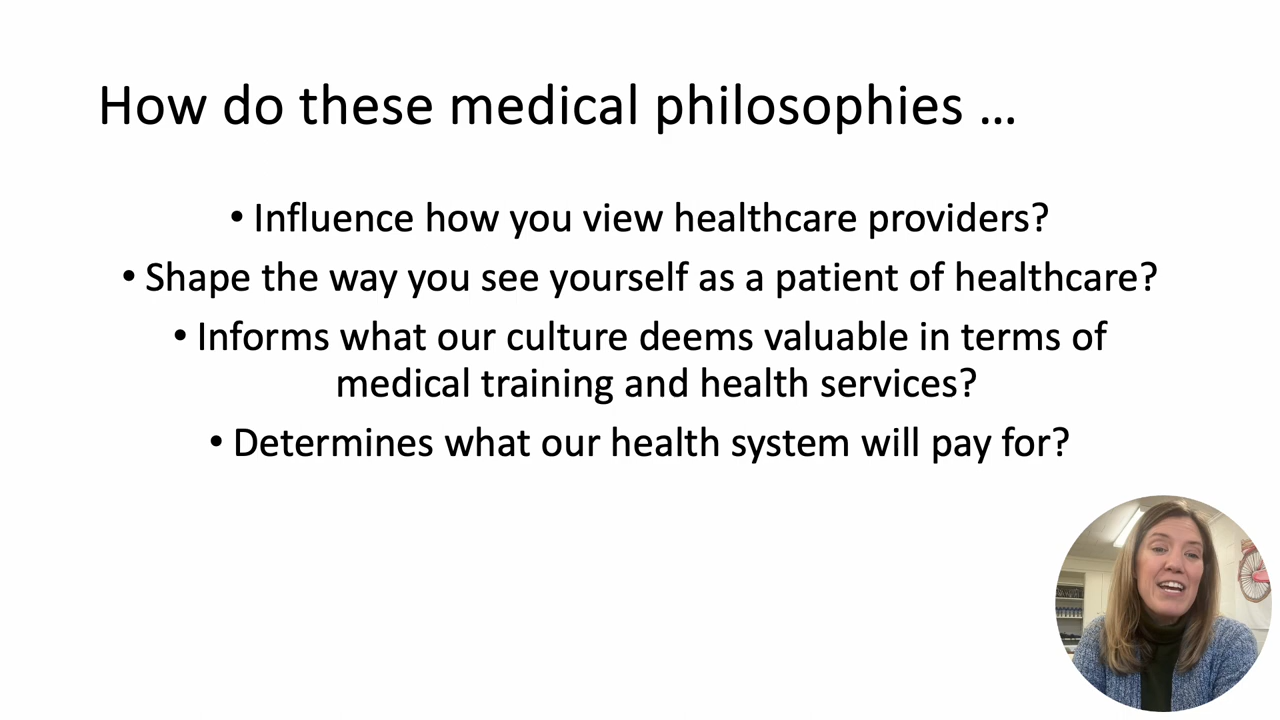 How do these medical philosophies …
• Influence how you view healthcare providers?
• Shape the way you see yourself as a patient of healthcare?
• Informs what our culture deems valuable in terms of
medical training and health services?
• Determines what our health system will pay for?